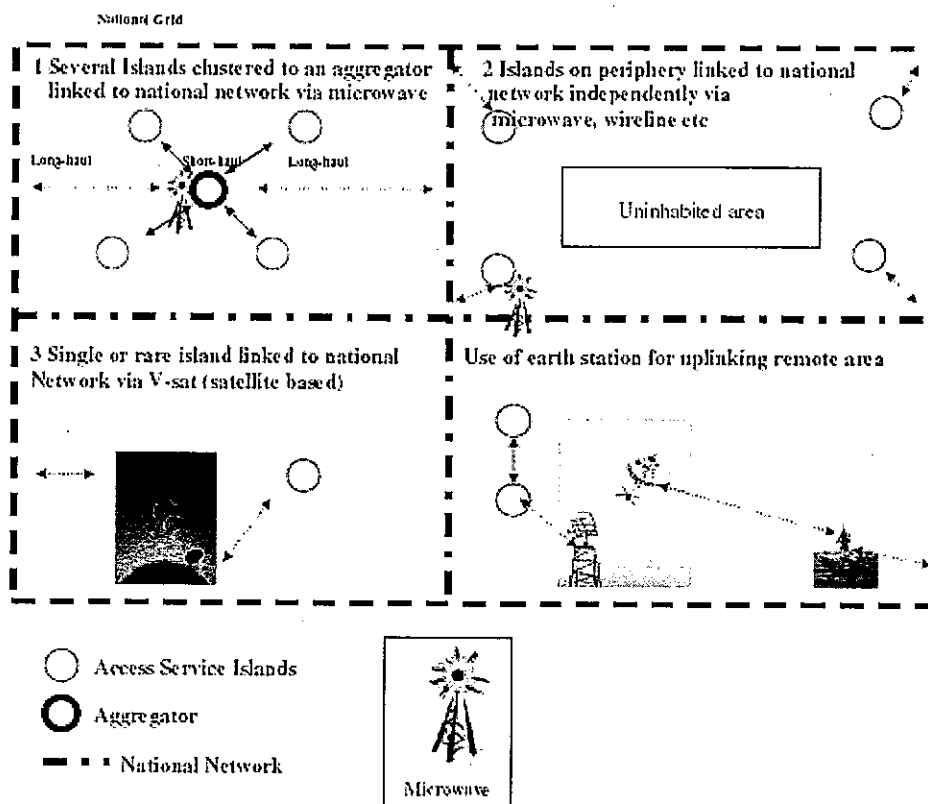 National Grid
1 Several Islands clustered to an aggregator
linked to national network via microwave
Long-haul
Short-haul
Long-haul
2 Islands on periphery linked to national
network independently via
microwave, wireline etc
Uninhabited area
3 Single or rare island linked to national
Network via V-sat (satellite based)
Use of earth station for uplinking remote area
Access Service Islands
Aggregator
National Network
Microwave